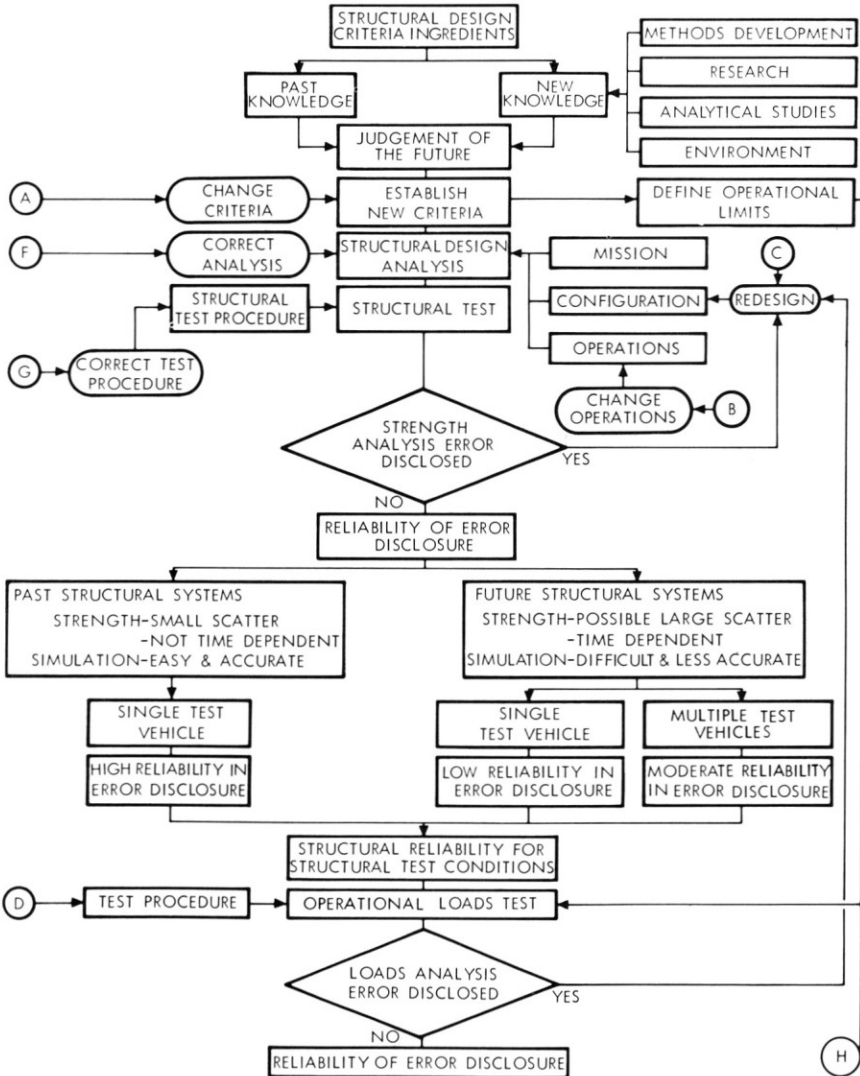 STRUCTURAL DESIGN
CRITERIA INGREDIENTS
METHODS DEVELOPMENT
RESEARCH
ANALYTICAL STUDIES
ENVIRONMENT
PAST
KNOWLEDGE
NEW
KNOWLEDGE
JUDGEMENT OF
THE FUTURE
A
CHANGE
CRITERIA
ESTABLISH
NEW CRITERIA
DEFINE OPERATIONAL
LIMITS
F
CORRECT
ANALYSIS
STRUCTURAL DESIGN
ANALYSIS
MISSION
C
STRUCTURAL
TEST PROCEDURE
STRUCTURAL TEST
CONFIGURATION
REDESIGN
G
CORRECT TEST
PROCEDURE
OPERATIONS
CHANGE
OPERATIONS
B
STRENGTH
ANALYSIS ERROR
DISCLOSED
YES
NO
RELIABILITY OF ERROR
DISCLOSURE
PAST STRUCTURAL SYSTEMS
STRENGTH-SMALL SCATTER
-NOT TIME DEPENDENT
SIMULATION-EASY & ACCURATE
FUTURE STRUCTURAL SYSTEMS
STRENGTH-POSSIBLE LARGE SCATTER
-TIME DEPENDENT
SIMULATION-DIFFICULT & LESS ACCURATE
SINGLE TEST
VEHICLE
SINGLE
TEST VEHICLE
MULTIPLE TEST
VEHICLES
HIGH RELIABILITY IN
ERROR DISCLOSURE
LOW RELIABILITY IN
ERROR DISCLOSURE
MODERATE RELIABILITY
IN ERROR DISCLOSURE
STRUCTURAL RELIABILITY FOR
STRUCTURAL TEST CONDITIONS
D
TEST PROCEDURE
OPERATIONAL LOADS TEST
LOADS ANALYSIS
ERROR DISCLOSED
YES
NO
RELIABILITY OF ERROR DISCLOSURE
H